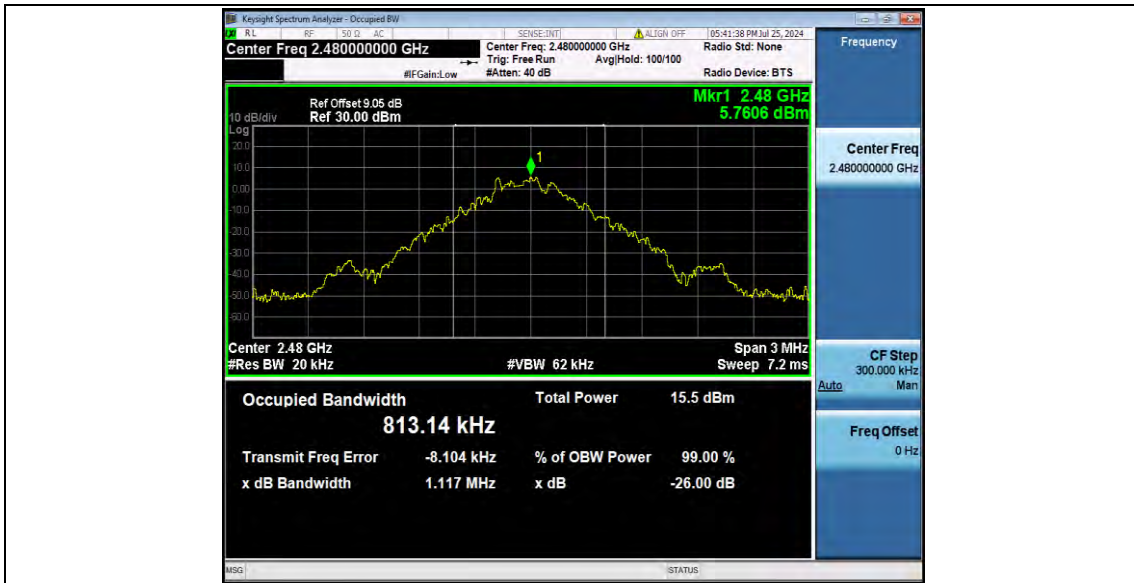 Keysight Spectrum Analyzer - Occupied BW
RL RF 50 Ω AC SENSE:INT ALIGN OFF 05:41:38 PM Jul 25, 2024
Center Freq 2.480000000 GHz
Center Freq: 2.480000000 GHz
Radio Std: None
Trig: Free Run Avg|Hold: 100/100
#IFGain:Low #Atten: 40 dB Radio Device: BTS
Frequency
Mkr1 2.48 GHz
5.7606 dBm
Ref Offset 9.05 dB
10 dB/div Ref 30.00 dBm
Log
20.0
10.0
0.00
-10.0
-20.0
-30.0
-40.0
-50.0
-60.0
1
Center 2.48 GHz Span 3 MHz
#Res BW 20 kHz #VBW 62 kHz Sweep 7.2 ms
Occupied Bandwidth Total Power 15.5 dBm
813.14 kHz
Transmit Freq Error -8.104 kHz % of OBW Power 99.00 %
x dB Bandwidth 1.117 MHz x dB -26.00 dB
Center Freq
2.480000000 GHz
CF Step
300.000 kHz
Auto Man
Freq Offset
0 Hz
MSG STATUS